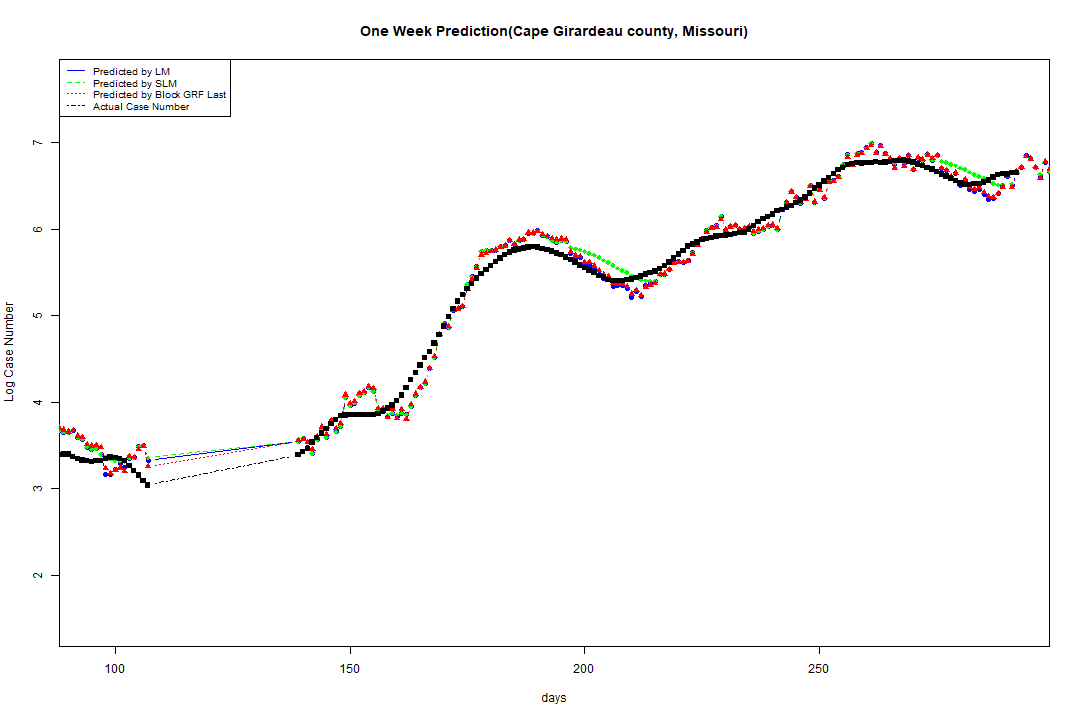 One Week Prediction(Cape Girardeau county, Missouri)
Predicted by LM
Predicted by SLM
Predicted by Block GRF Last
Actual Case Number
Log Case Number
7
6
5
4
3
2
100 150 200 250
days